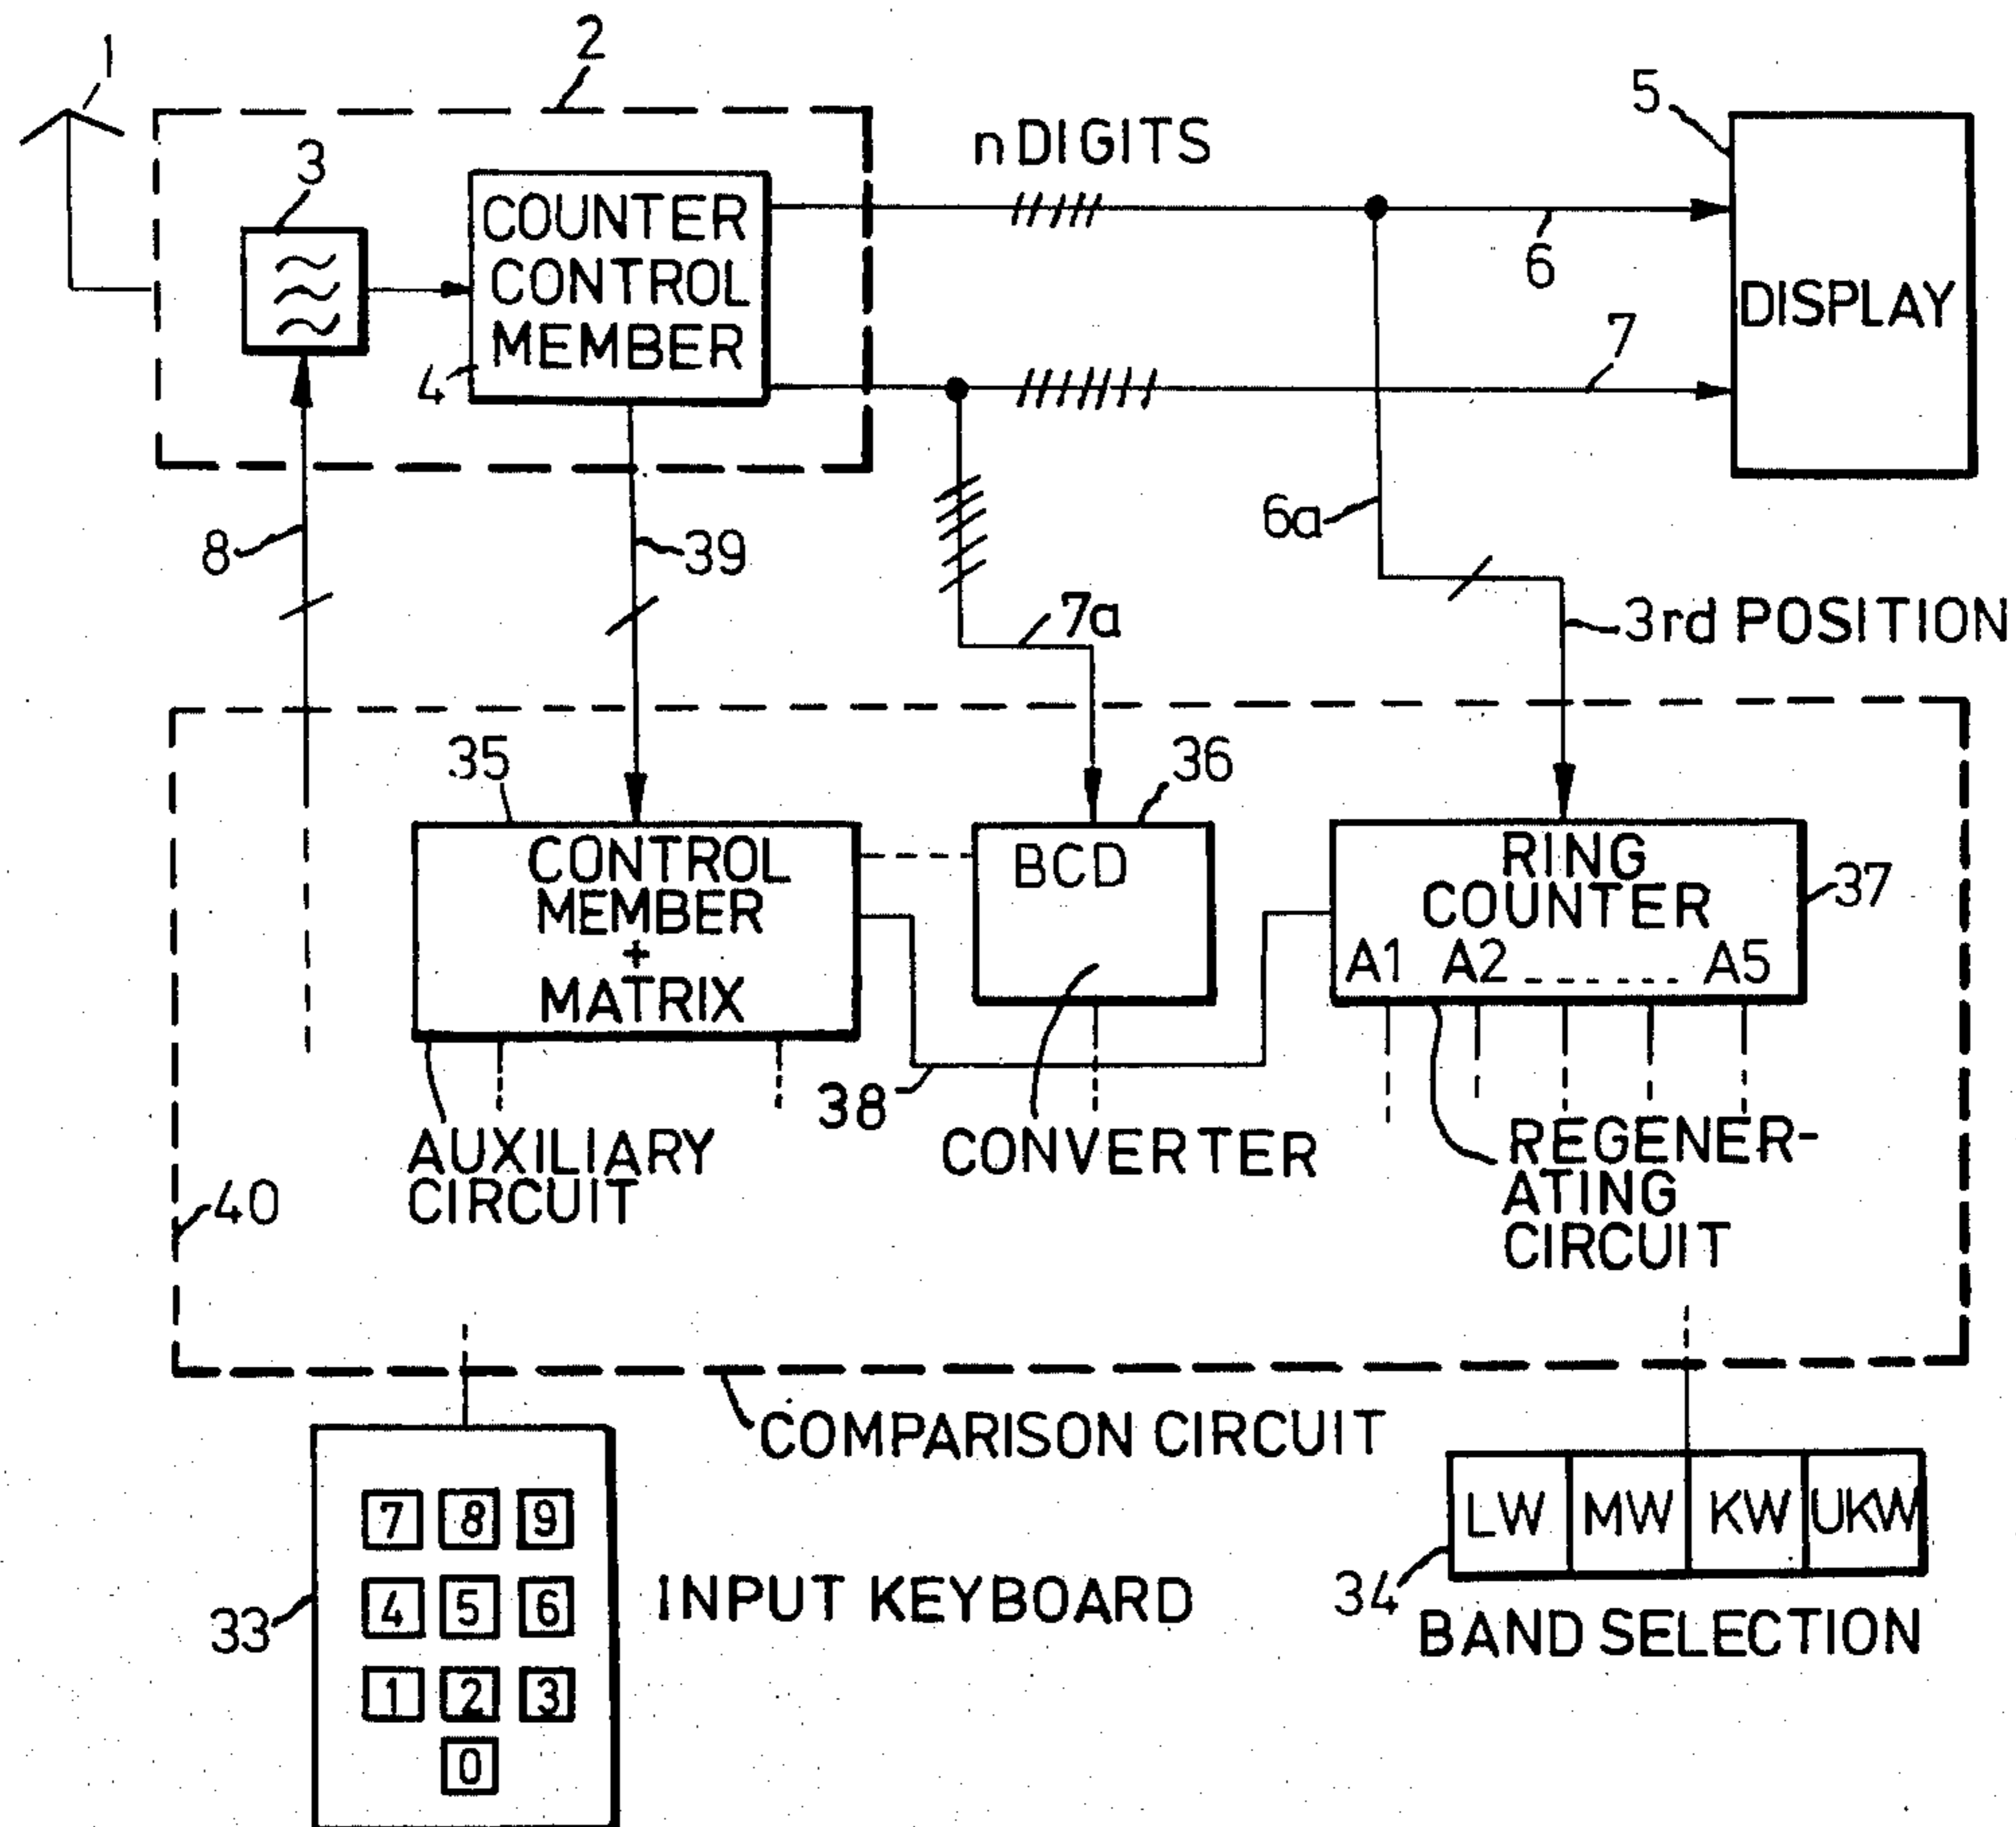 1
2
3
COUNTER
CONTROL
MEMBER
4
n DIGITS
5
DISPLAY
6
7
8
39
6a
7a
3rd POSITION
35
CONTROL
MEMBER
+
MATRIX
36
BCD
RING
COUNTER
A1 A2 ------ A5
37
38
AUXILIARY
CIRCUIT
CONVERTER
REGENER-
ATING
CIRCUIT
40
COMPARISON CIRCUIT
7 8 9
4 5 6
1 2 3
0
33
INPUT KEYBOARD
LW MW KW UKW
34
BAND SELECTION